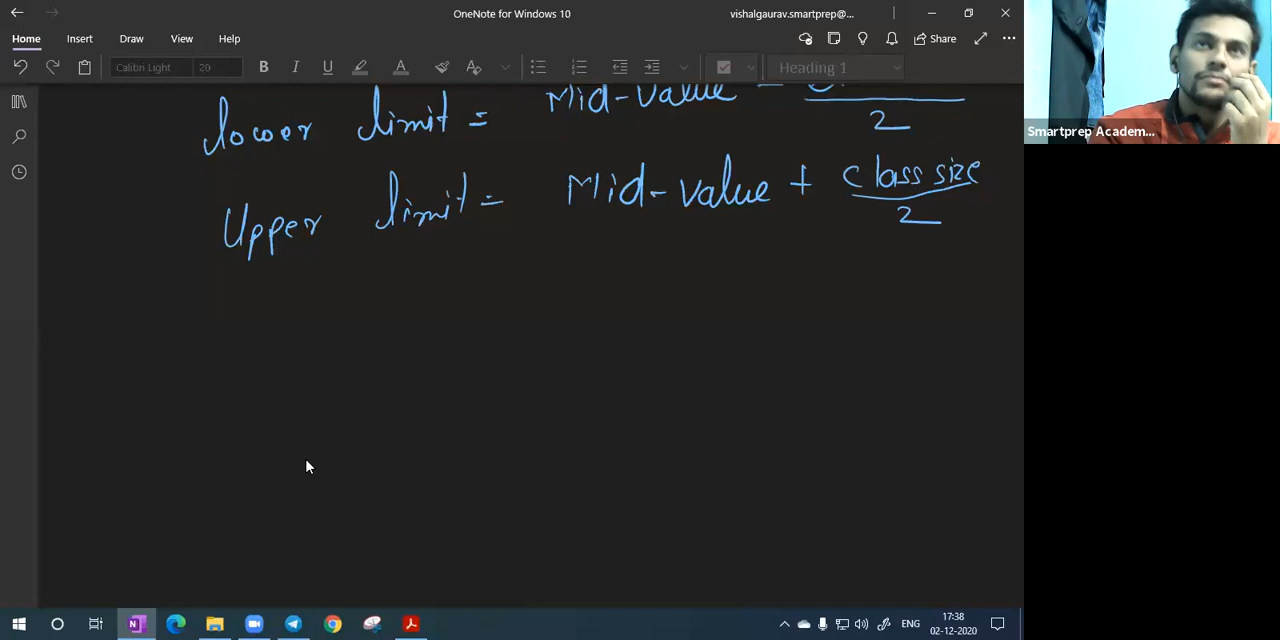 OneNote for Windows 10
vishalgaurav.smartprep@...
Home Insert Draw View Help
Share
Calibri Light 20 B I U A Heading 1
lower limit = Mid-Value - 2
Upper limit = Mid-value + class size / 2
Smartprep Academ...
ENG
17:38
02-12-2020